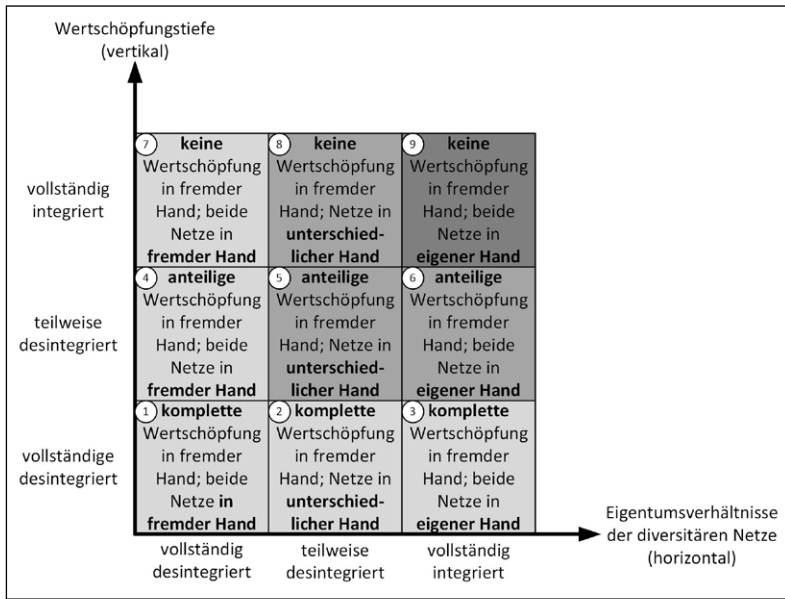 Wertschöpfungstiefe
(vertikal)
vollständig
integriert
7
keine
Wertschöpfung
in fremder
Hand; beide
Netze in
fremder Hand
8
keine
Wertschöpfung
in fremder
Hand; Netze in
unterschied-
licher Hand
9
keine
Wertschöpfung
in fremder
Hand; beide
Netze in
eigener Hand
teilweise
desintegriert
4
anteilige
Wertschöpfung
in fremder
Hand; beide
Netze in
fremder Hand
5
anteilige
Wertschöpfung
in fremder
Hand; Netze in
unterschied-
licher Hand
6
anteilige
Wertschöpfung
in fremder
Hand; beide
Netze in
eigener Hand
vollständige
desintegriert
1
komplette
Wertschöpfung
in fremder
Hand; beide
Netze in
fremder Hand
2
komplette
Wertschöpfung
in fremder
Hand; Netze in
unterschied-
licher Hand
3
komplette
Wertschöpfung
in fremder
Hand; beide
Netze in
eigener Hand
vollständig
desintegriert
teilweise
desintegriert
vollständig
integriert
Eigentumsverhältnisse
der diversitären Netze
(horizontal)